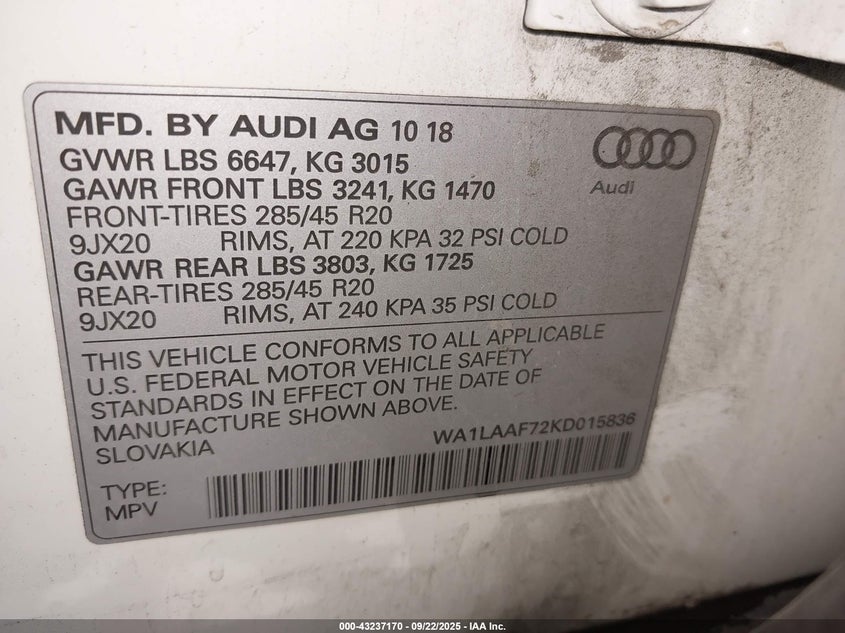 MFD. BY AUDI AG 10 18
GVWR LBS 6647, KG 3015
GAWR FRONT LBS 3241, KG 1470
FRONT-TIRES 285/45 R20
9JX20 RIMS, AT 220 KPA 32 PSI COLD
GAWR REAR LBS 3803, KG 1725
REAR-TIRES 285/45 R20
9JX20 RIMS, AT 240 KPA 35 PSI COLD
Audi
THIS VEHICLE CONFORMS TO ALL APPLICABLE
U.S. FEDERAL MOTOR VEHICLE SAFETY
STANDARDS IN EFFECT ON THE DATE OF
MANUFACTURE SHOWN ABOVE.
SLOVAKIA
WA1LAAF72KD015836
TYPE:
MPV
000-43237170 - 09/22/2025 - IAA Inc.